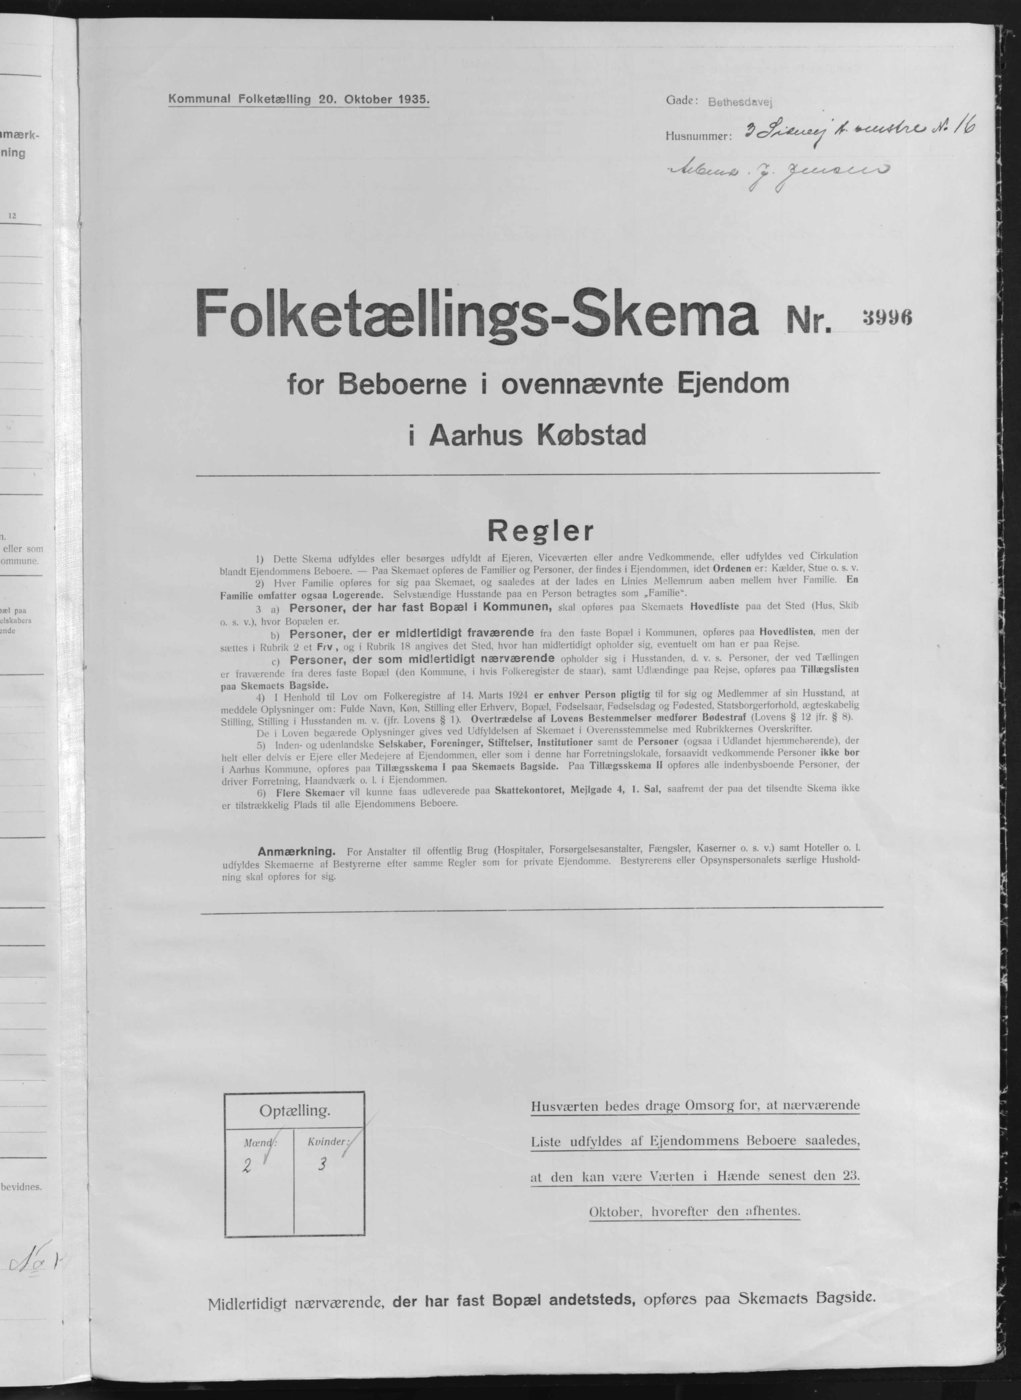 Kommunal Folketælling 20. Oktober 1935.
Gade: Bethesdavej
Husnummer: 3 Sidevej t. venstre No 16
J. Jensen
Folketællings-Skema Nr. 3996
for Beboerne i ovennævnte Ejendom
i Aarhus Købstad
Regler
1) Dette Skema udfyldes eller besørges udfyldt af Ejeren, Viceværten eller andre Vedkommende, eller udfyldes ved Cirkulation
blandt Ejendommens Beboere. — Paa Skemaet opføres de Familier og Personer, der findes i Ejendommen, idet Ordenen er: Kælder, Stue o. s. v.
2) Hver Familie opføres for sig paa Skemaet, og saaledes at der lades en Linies Mellemrum aaben mellem hver Familie. En
Familie omfatter ogsaa Logerende. Selvstændige Husstande paa en Person betragtes som „Familie“.
3 a) Personer, der har fast Bopæl i Kommunen, skal opføres paa Skemaets Hovedliste paa det Sted (Hus, Skib
o. s. v.), hvor Bopælen er.
b) Personer, der er midlertidigt fraværende fra den faste Bopæl i Kommunen, opføres paa Hovedlisten, men der
sættes i Rubrik 2 et Frv, og i Rubrik 18 angives det Sted, hvor han midlertidigt opholder sig, eventuelt om han er paa Rejse.
c) Personer, der som midlertidigt nærværende opholder sig i Husstanden, d. v. s. Personer, der ved Tællingen
er fraværende fra deres faste Bopæl (den Kommune, i hvis Folkeregister de staar), samt Udlændinge paa Rejse, opføres paa Tillægslisten
paa Skemaets Bagside.
4) I Henhold til Lov om Folkeregistre af 14. Marts 1924 er enhver Person pligtig til for sig og Medlemmer af sin Husstand, at
meddele Oplysninger om: Fulde Navn, Køn, Stilling eller Erhverv, Bopæl, Fødselsaar, Fødselsdag og Fødested, Statsborgerforhold, ægteskabelig
Stilling, Stilling i Husstanden m. v. (jfr. Lovens § 1). Overtrædelse af Lovens Bestemmelser medfører Bødestraf (Lovens § 12 jfr. § 8).
De i Loven begærede Oplysninger gives ved Udfyldelsen af Skemaet i Overensstemmelse med Rubrikkernes Overskrifter.
5) Inden- og udenlandske Selskaber, Foreninger, Stiftelser, Institutioner samt de Personer (ogsaa i Udlandet hjemmehørende), der
helt eller delvis er Ejere eller Medejere af Ejendommen, eller som i denne har Forretningslokale, forsaavidt vedkommende Personer ikke bor
i Aarhus Kommune, opføres paa Tillægsskema I paa Skemaets Bagside. Paa Tillægsskema II opføres alle indenbysboende Personer, der
driver Forretning, Haandværk o. l. i Ejendommen.
6) Flere Skemaer vil kunne faas udleverede paa Skattekontoret, Mejlgade 4, 1. Sal, saafremt der paa det tilsendte Skema ikke
er tilstrækkelig Plads til alle Ejendommens Beboere.
Anmærkning. For Anstalter til offentlig Brug (Hospitaler, Forsørgelsesanstalter, Fængsler, Kaserner o. s. v.) samt Hoteller o. l.
udfyldes Skemaerne af Bestyrerne efter samme Regler som for private Ejendomme. Bestyrerens eller Opsynspersonalets særlige Hushold-
ning skal opføres for sig.
Optælling.
Mænd: Kvinder:
2 3
Husværten bedes drage Omsorg for, at nærværende
Liste udfyldes af Ejendommens Beboere saaledes,
at den kan være Værten i Hænde senest den 23.
Oktober, hvorefter den afhentes.
Midlertidigt nærværende, der har fast Bopæl andetsteds, opføres paa Skemaets Bagside.
mærk-
ning
12
eller som
ommune.
pæl paa
elskabers
ende
bevidnes.